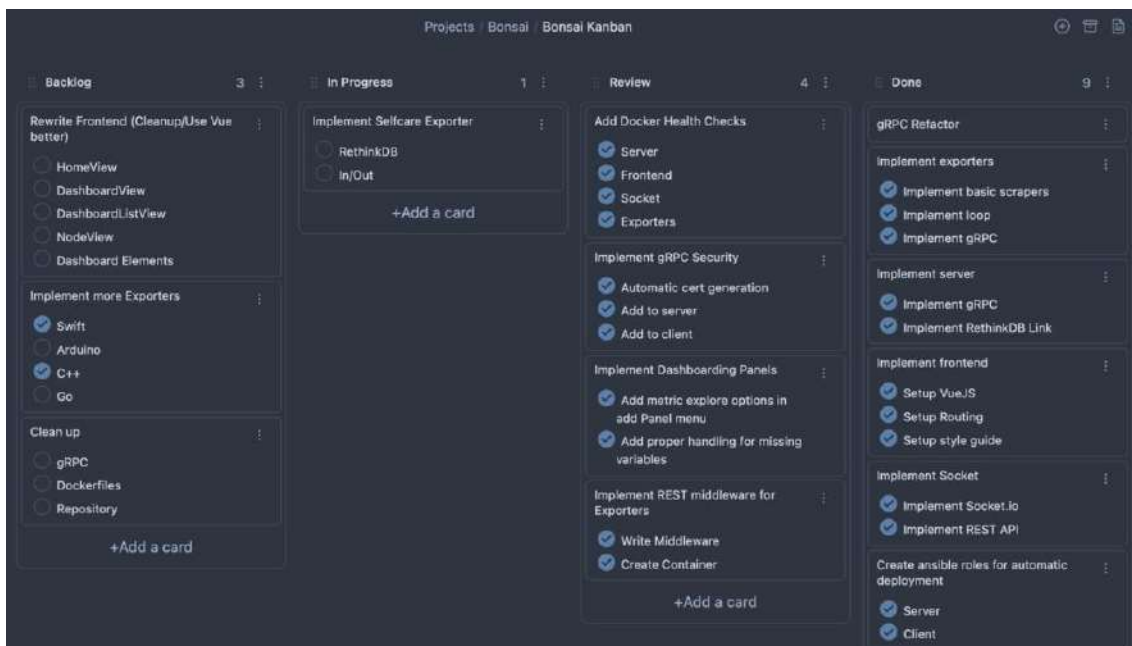 Projects / Bonsai / Bonsai Kanban
Backlog 3
Rewrite Frontend (Cleanup/Use Vue
better)
HomeView
DashboardView
DashboardListView
NodeView
Dashboard Elements
Implement more Exporters
Swift
Arduino
C++
Go
Clean up
gRPC
Dockerfiles
Repository
+Add a card
In Progress 1
Implement Selfcare Exporter
RethinkDB
In/Out
+Add a card
Review 4
Add Docker Health Checks
Server
Frontend
Socket
Exporters
Implement gRPC Security
Automatic cert generation
Add to server
Add to client
Implement Dashboarding Panels
Add metric explore options in
add Panel menu
Add proper handling for missing
variables
Implement REST middleware for
Exporters
Write Middleware
Create Container
+Add a card
Done 9
gRPC Refactor
Implement exporters
Implement basic scrapers
Implement loop
Implement gRPC
Implement server
Implement gRPC
Implement RethinkDB Link
Implement frontend
Setup VueJS
Setup Routing
Setup style guide
Implement Socket
Implement Socket.io
Implement REST API
Create ansible roles for automatic
deployment
Server
Client